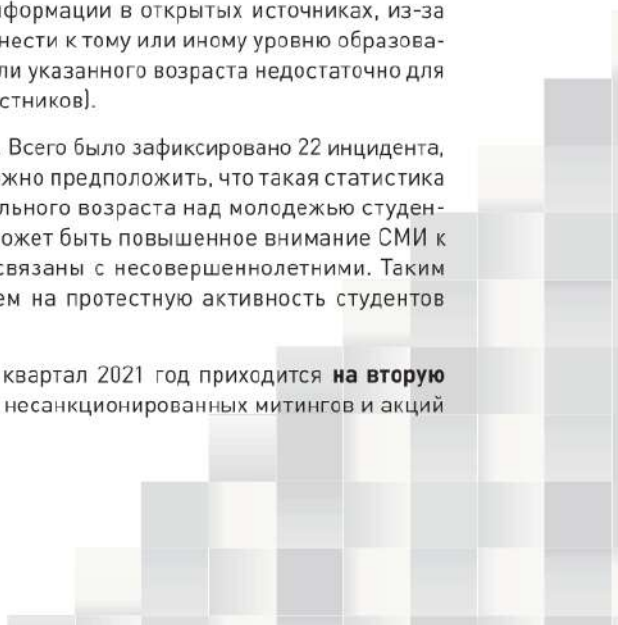 формации в открытых источниках, из-за
нести к тому или иному уровню образова-
ли указанного возраста недостаточно для
стников).
Всего было зафиксировано 22 инцидента,
жно предположить, что такая статистика
льного возраста над молодежью студен-
ожет быть повышенное внимание СМИ к
связаны с несовершеннолетними. Таким
ем на протестную активность студентов
квартал 2021 год приходится на вторую
несанкционированных митингов и акций